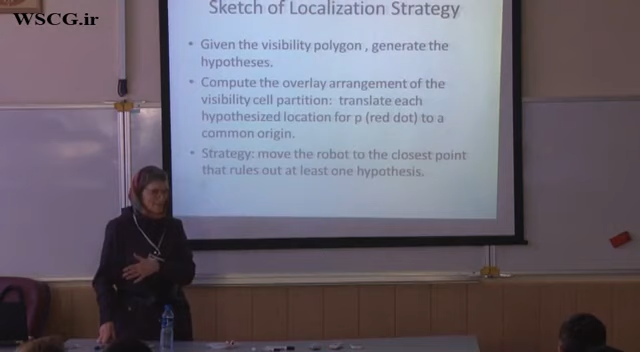 WSCG.ir
Sketch of Localization Strategy
• Given the visibility polygon , generate the
hypotheses.
• Compute the overlay arrangement of the
visibility cell partition: translate each
hypothesized location for p (red dot) to a
common origin.
• Strategy: move the robot to the closest point
that rules out at least one hypothesis.